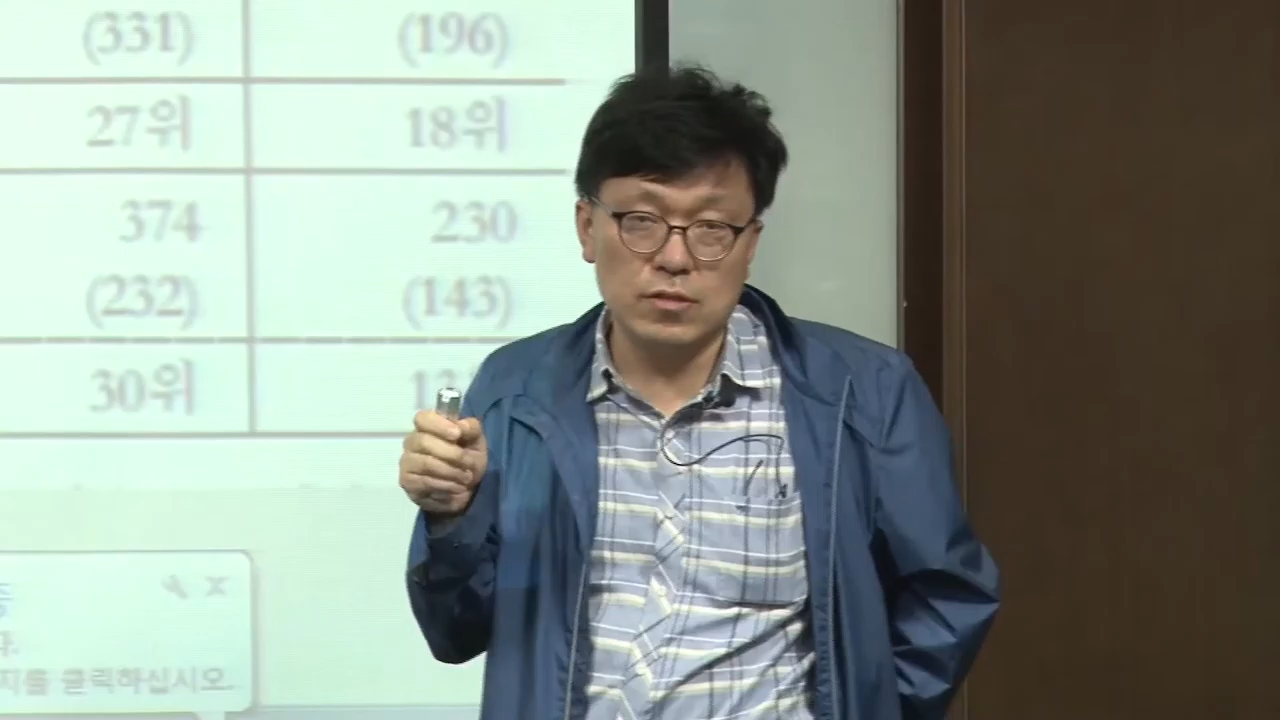 (331) (196)
27위 18위
374 230
(232) (143)
30위
다.
지를 클릭하십시오.